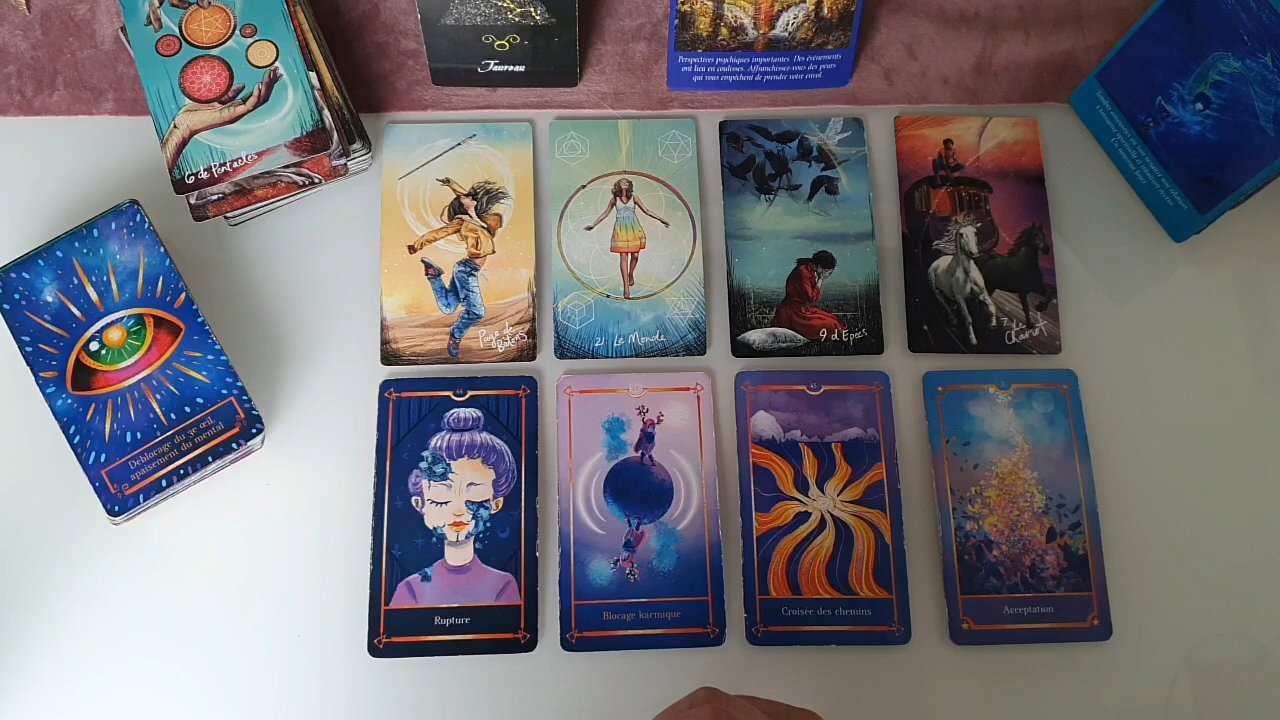 6 de Pentacles
Taureau
Perspectives psychiques importantes. Des événements
ont lieu en coulisses. Affranchissez-vous des peurs
qui vous empêchent de prendre votre envol.
Déblocage du 3e œil,
apaisement du mental
Page de
Bâtons
21. Le Monde
9 d'Epées
7. Le
Chariot
44
Rupture
Blocage karmique
45
Croisée des chemins
Acceptation